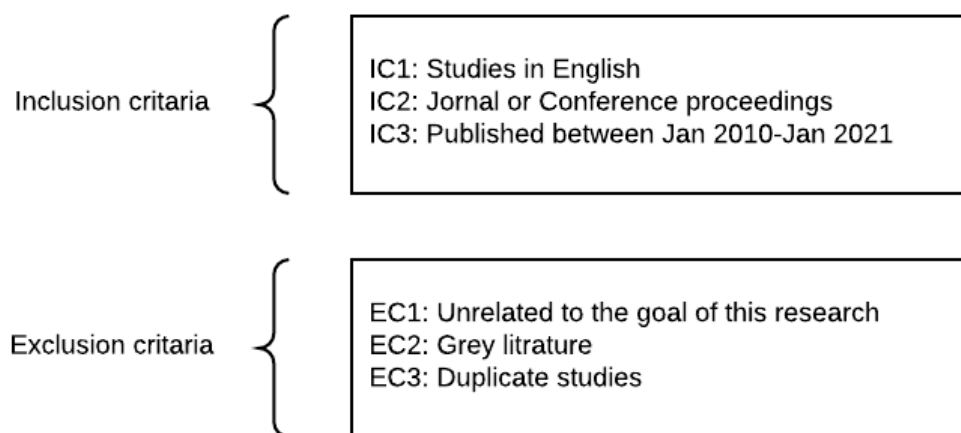 Inclusion critaria
IC1: Studies in English
IC2: Jornal or Conference proceedings
IC3: Published between Jan 2010-Jan 2021
Exclusion critaria
EC1: Unrelated to the goal of this research
EC2: Grey litrature
EC3: Duplicate studies